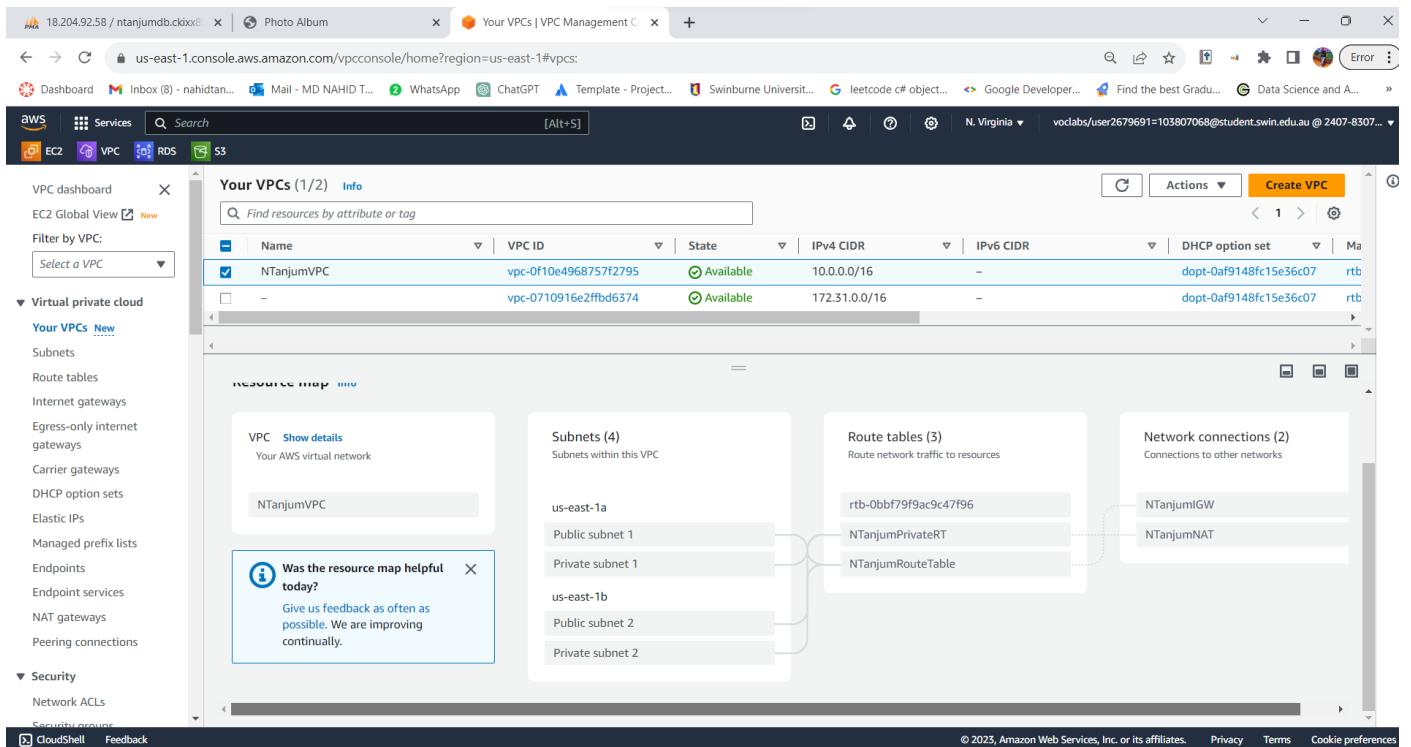 18.204.92.58 / ntanjumdb.ckixx8
Photo Album
Your VPCs | VPC Management C
us-east-1.console.aws.amazon.com/vpcconsole/home?region=us-east-1#vpcs:
Error
Dashboard
Inbox (8) - nahidtan...
Mail - MD NAHID T...
WhatsApp
ChatGPT
Template - Project...
Swinburne Universit...
leetcode c# object...
Google Developer...
Find the best Gradu...
Data Science and A...
»
aws
Services
Search
[Alt+S]
N. Virginia
voclabs/user2679691=103807068@student.swin.edu.au @ 2407-8307...
EC2
VPC
RDS
S3
VPC dashboard
EC2 Global View New
Filter by VPC:
Select a VPC
Virtual private cloud
Your VPCs New
Subnets
Route tables
Internet gateways
Egress-only internet
gateways
Carrier gateways
DHCP option sets
Elastic IPs
Managed prefix lists
Endpoints
Endpoint services
NAT gateways
Peering connections
Security
Network ACLs
Security groups
Your VPCs (1/2) Info
Actions
Create VPC
Find resources by attribute or tag
1
Name VPC ID State IPv4 CIDR IPv6 CIDR DHCP option set Ma
NTanjumVPC vpc-0f10e4968757f2795 Available 10.0.0.0/16 – dopt-0af9148fc15e36c07 rtb
– vpc-0710916e2ffbd6374 Available 172.31.0.0/16 – dopt-0af9148fc15e36c07 rtb
Resource map Info
VPC Show details
Your AWS virtual network
NTanjumVPC
Was the resource map helpful
today?
Give us feedback as often as
possible. We are improving
continually.
Subnets (4)
Subnets within this VPC
us-east-1a
Public subnet 1
Private subnet 1
us-east-1b
Public subnet 2
Private subnet 2
Route tables (3)
Route network traffic to resources
rtb-0bbf79f9ac9c47f96
NTanjumPrivateRT
NTanjumRouteTable
Network connections (2)
Connections to other networks
NTanjumIGW
NTanjumNAT
CloudShell
Feedback
© 2023, Amazon Web Services, Inc. or its affiliates.
Privacy
Terms
Cookie preferences